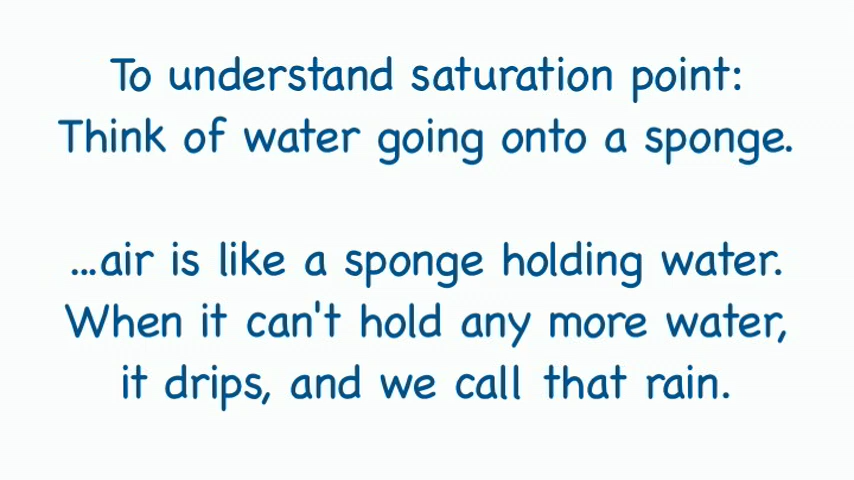 To understand saturation point:
Think of water going onto a sponge.
...air is like a sponge holding water.
When it can't hold any more water,
it drips, and we call that rain.